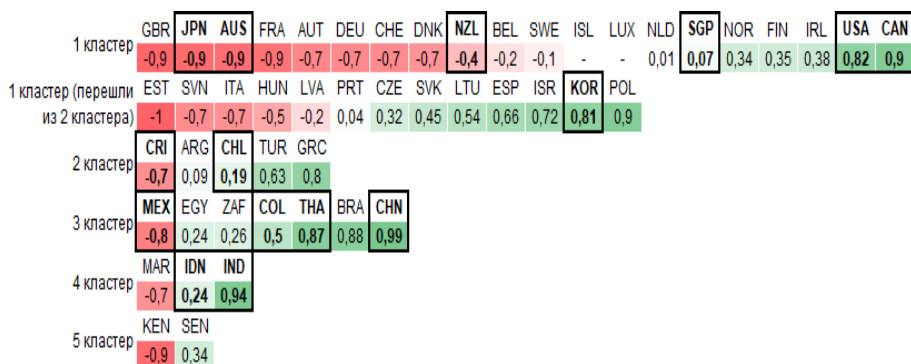 GBR JPN AUS FRA AUT DEU CHE DNK NZL BEL SWE ISL LUX NLD SGP NOR FIN IRL USA CAN
1 кластер -0,9 -0,9 -0,9 -0,9 -0,7 -0,7 -0,7 -0,7 -0,4 -0,2 -0,1 - - 0,01 0,07 0,34 0,35 0,38 0,82 0,9
1 кластер (перешли EST SVN ITA HUN LVA PRT CZE SVK LTU ESP ISR KOR POL
из 2 кластера) -1 -0,7 -0,7 -0,5 -0,2 0,04 0,32 0,45 0,54 0,66 0,72 0,81 0,9
CRI ARG CHL TUR GRC
2 кластер -0,7 0,09 0,19 0,63 0,8
MEX EGY ZAF COL THA BRA CHN
3 кластер -0,8 0,24 0,26 0,5 0,87 0,88 0,99
MAR IDN IND
4 кластер -0,7 0,24 0,94
KEN SEN
5 кластер -0,9 0,34